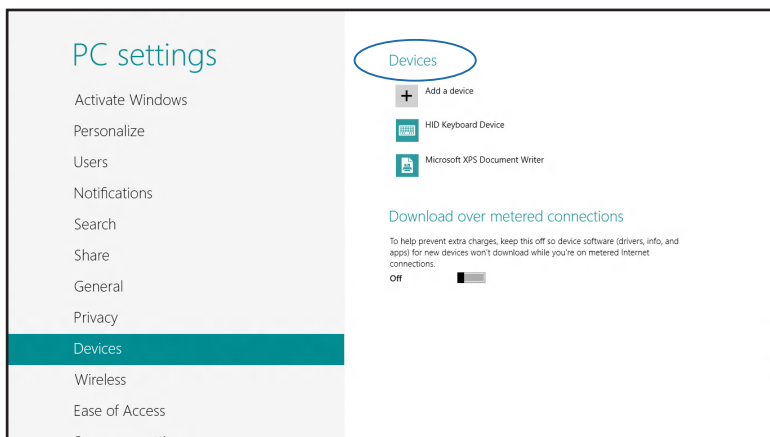 PC settings
Activate Windows
Personalize
Users
Notifications
Search
Share
General
Privacy
Devices
Wireless
Ease of Access
Devices
Add a device
HID Keyboard Device
Microsoft XPS Document Writer
Download over metered connections
To help prevent extra charges, keep this off so device software (drivers, info, and
apps) for new devices won't download while you're on metered Internet
connections.
Off